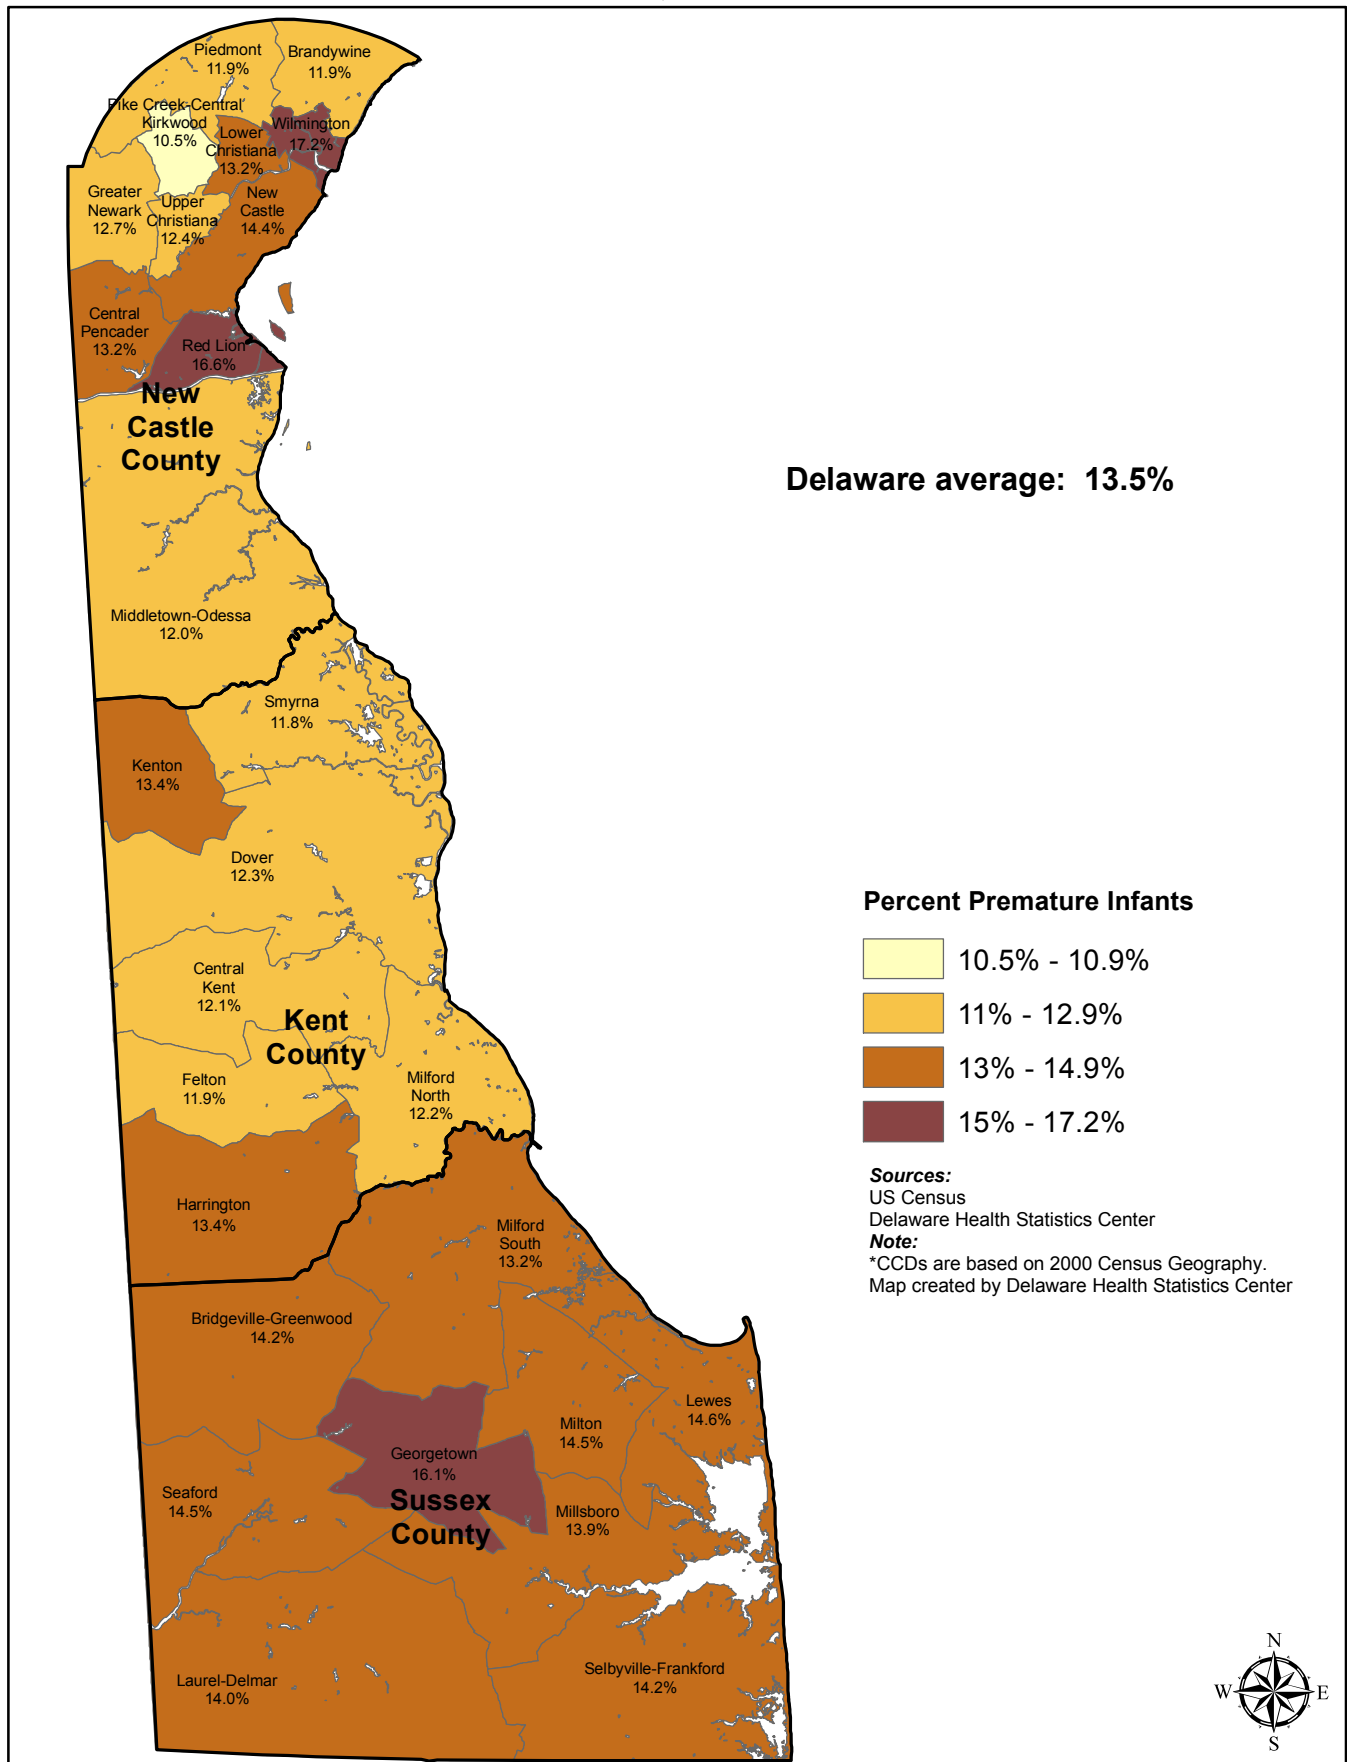 Piedmont
11.9%
Brandywine
11.9%
Pike Creek-Central
Kirkwood
10.5%
Lower
Christiana
13.2%
Wilmington
17.2%
Greater
Newark
12.7%
Upper
Christiana
12.4%
New
Castle
14.4%
Central
Pencader
13.2%
Red Lion
16.6%
New
Castle
County
Delaware average: 13.5%
Middletown-Odessa
12.0%
Smyrna
11.8%
Kenton
13.4%
Dover
12.3%
Central
Kent
12.1%
Kent
County
Felton
11.9%
Milford
North
12.2%
Harrington
13.4%
Milford
South
13.2%
Bridgeville-Greenwood
14.2%
Lewes
14.6%
Milton
14.5%
Georgetown
16.1%
Seaford
14.5%
Sussex
County
Millsboro
13.9%
Laurel-Delmar
14.0%
Selbyville-Frankford
14.2%
Percent Premature Infants
10.5% - 10.9%
11% - 12.9%
13% - 14.9%
15% - 17.2%
Sources:
US Census
Delaware Health Statistics Center
Note:
*CCDs are based on 2000 Census Geography.
Map created by Delaware Health Statistics Center
N
W E
S